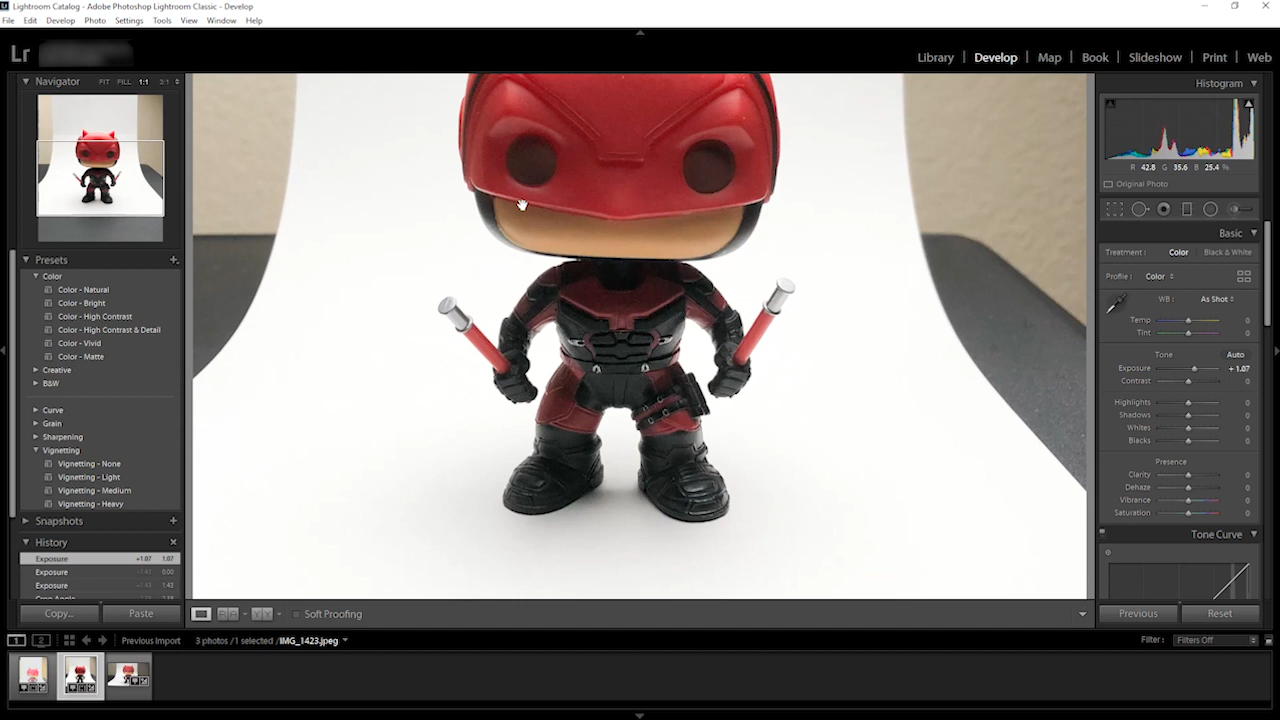 Lightroom Catalog - Adobe Photoshop Lightroom Classic - Develop
File Edit Develop Photo Settings Tools View Window Help
Lr
Library | Develop | Map | Book | Slideshow | Print | Web
Navigator FIT FILL 1:1 2:1
Presets +
Color
Color - Natural
Color - Bright
Color - High Contrast
Color - High Contrast & Detail
Color - Vivid
Color - Matte
Creative
B&W
Curve
Grain
Sharpening
Vignetting
Vignetting - None
Vignetting - Light
Vignetting - Medium
Vignetting - Heavy
Snapshots +
History ×
Exposure +1.07 1.07
Exposure -1.43 0.00
Exposure +1.43 1.43
Copy... Paste
Soft Proofing
Histogram
R 42.8 G 35.6 B 25.4 %
Original Photo
Basic
Treatment : Color Black & White
Profile : Color
WB : As Shot
Temp 0
Tint 0
Tone Auto
Exposure + 1.07
Contrast 0
Highlights 0
Shadows 0
Whites 0
Blacks 0
Presence
Clarity 0
Dehaze 0
Vibrance 0
Saturation 0
Tone Curve
Previous Reset
1 2 Previous Import 3 photos / 1 selected / IMG_1423.jpeg Filter : Filters Off